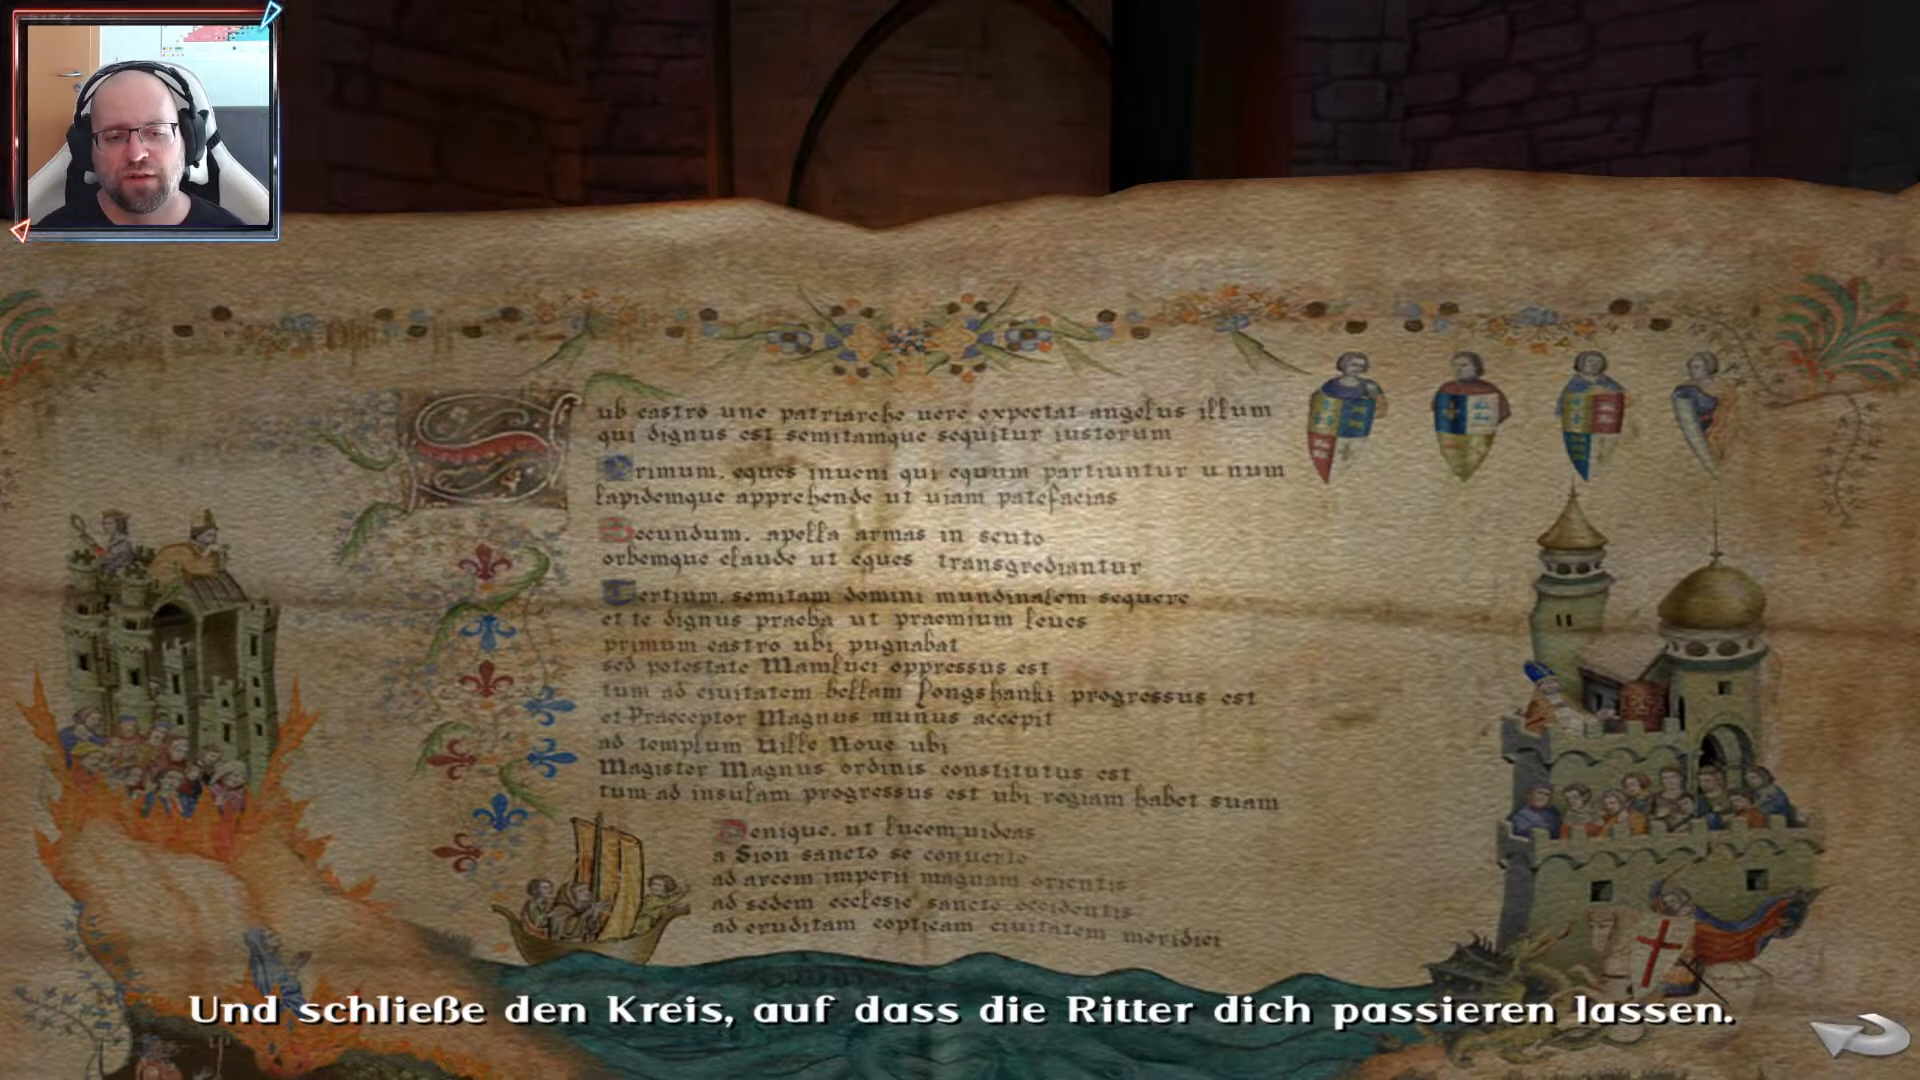 Sub castro une patriarche uere expectat angelus illum
qui dignus est semitamque sequitur iustorum
Primum, eques inueni qui equum partiuntur unum
lapidemque apprehende ut uiam patefacias
Secundum, apella armas in scuto
orbemque claude ut eques transgrediantur
Tertium, semitam domini mundinalem sequere
et te dignus praeba ut praemium leues
primum castro ubi pugnabat
sed potestate Mamluci oppressus est
tum ad ciuitatem bellam Longshanki progressus est
et Praeceptor Magnus munus accepit
ad templum Uille Noue ubi
Magister Magnus ordinis constitutus est
tum ad insulam progressus est ubi regiam habet suam
Denique, ut lucem uideas
a Sion sancto se conuerte
ad arcem imperii magnam orientis
ad sedem ecclesie sancte occidentis
ad eruditam copticam ciuitatem meridiei
Und schließe den Kreis, auf dass die Ritter dich passieren lassen.